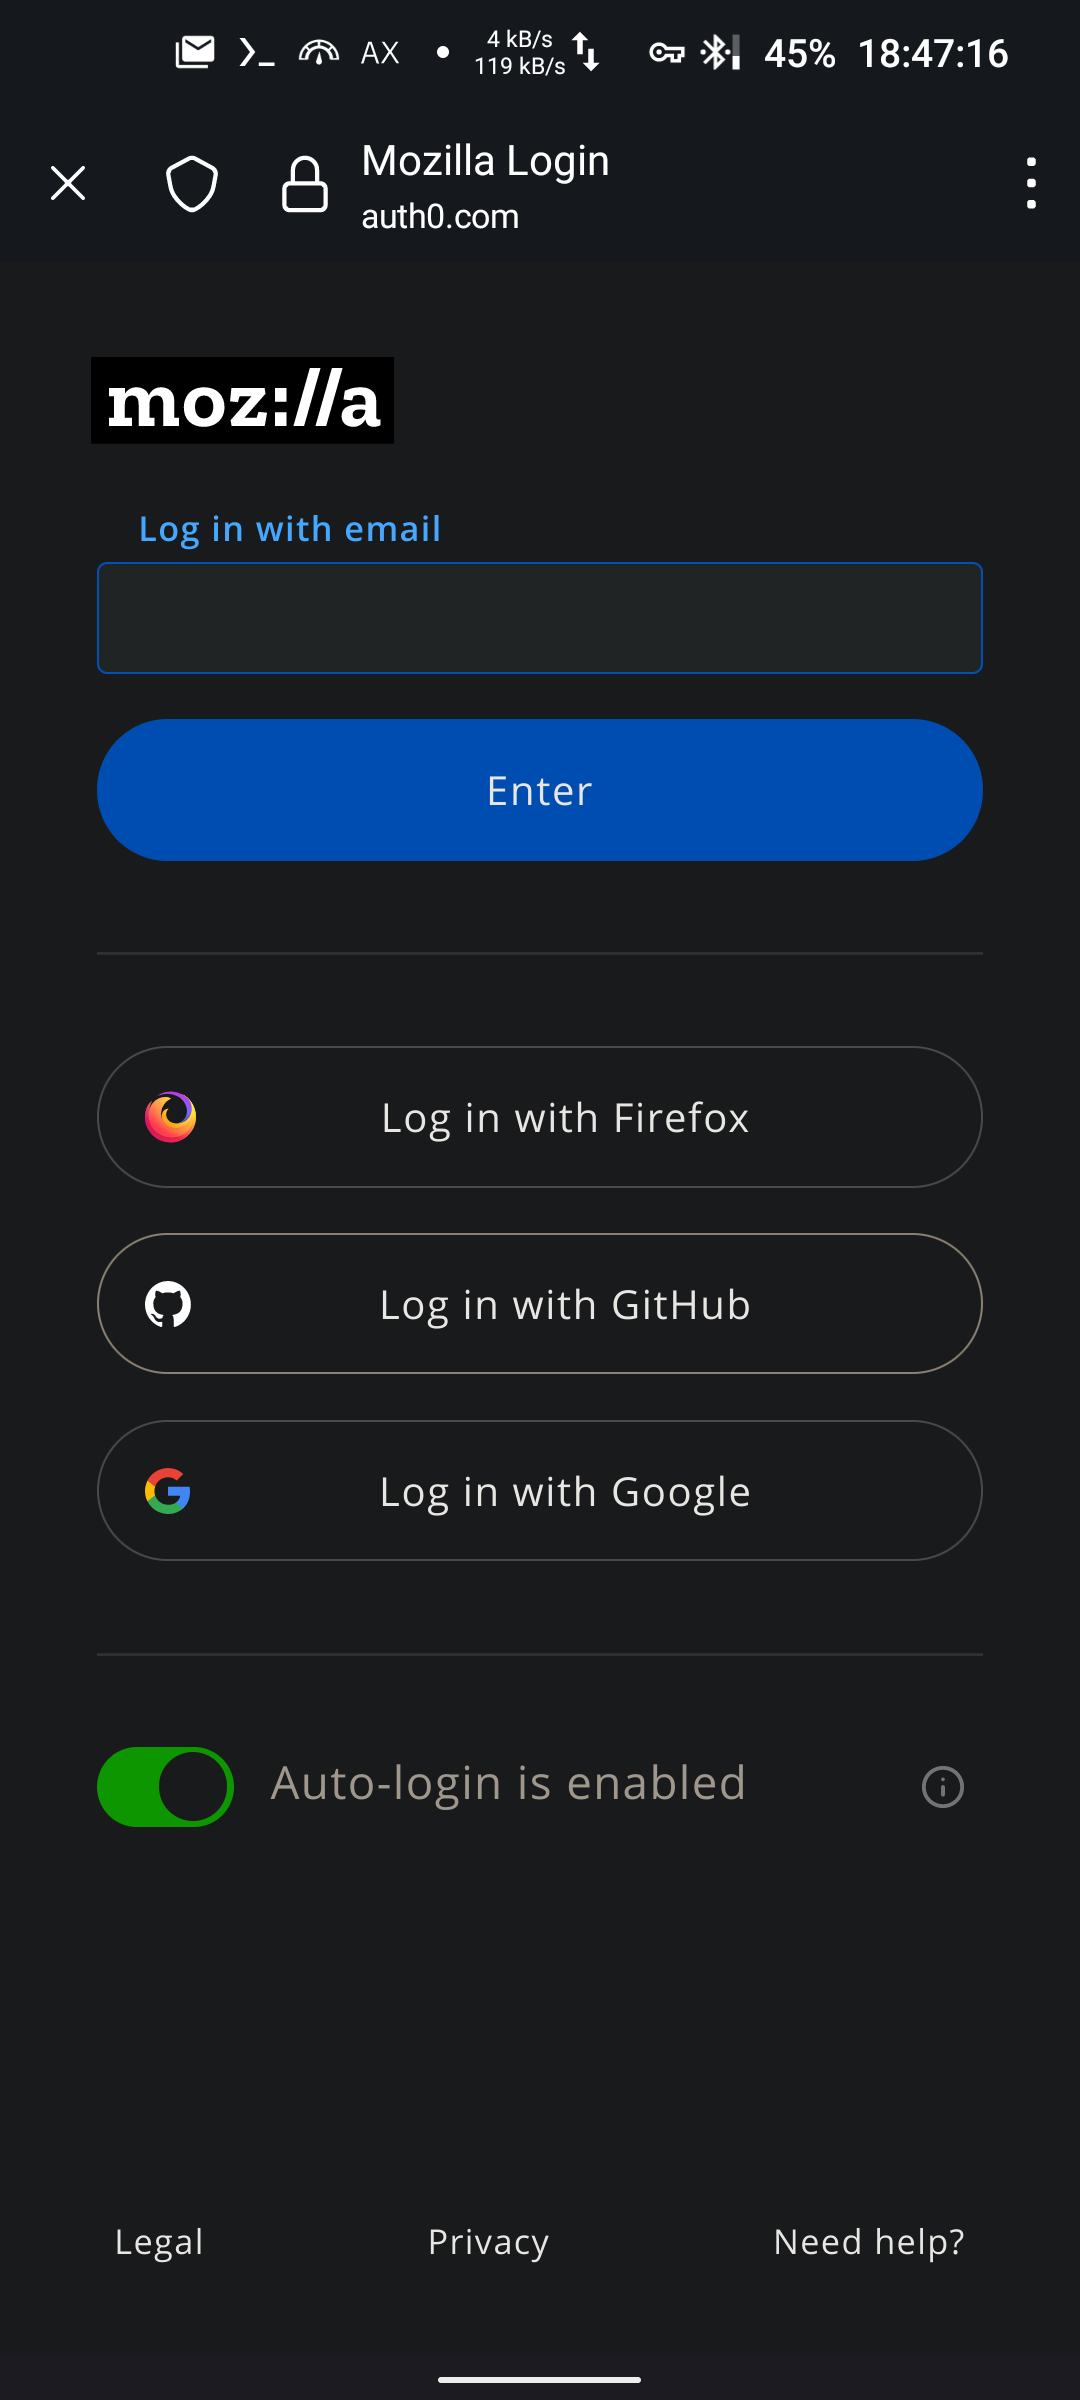 AX
4 kB/s
119 kB/s
45% 18:47:16
Mozilla Login
auth0.com
moz://a
Log in with email
Enter
Log in with Firefox
Log in with GitHub
Log in with Google
Auto-login is enabled
Legal Privacy Need help?